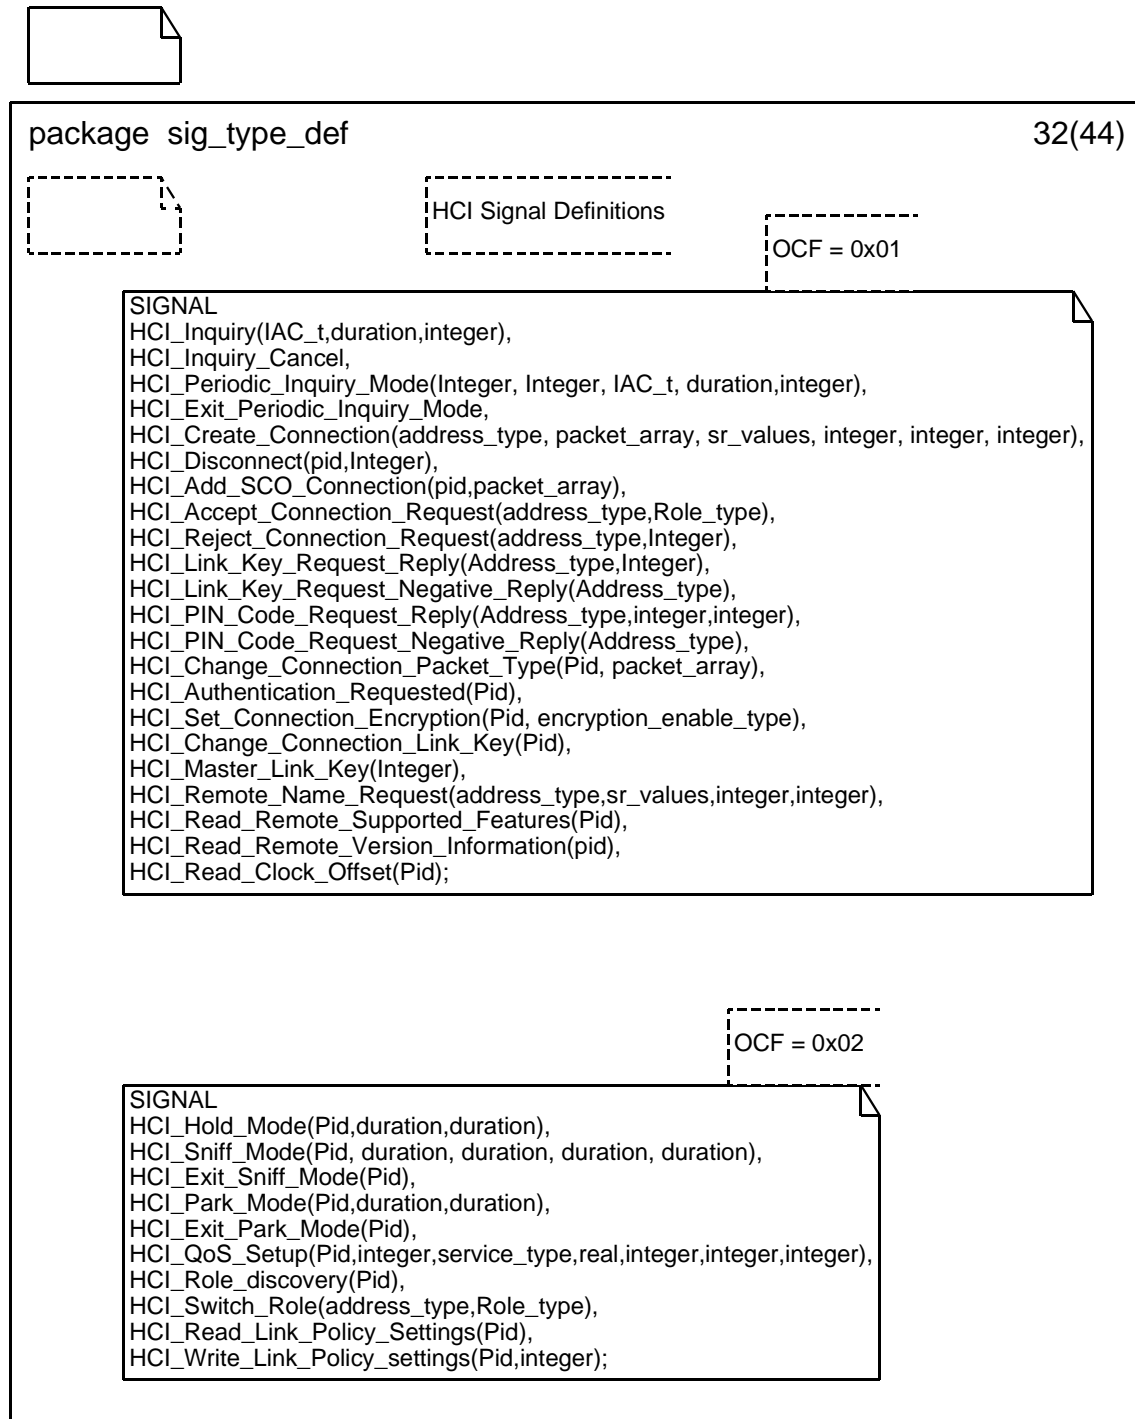 package sig_type_def 32(44)
HCI Signal Definitions
OCF = 0x01
SIGNAL
HCI_Inquiry(IAC_t,duration,integer),
HCI_Inquiry_Cancel,
HCI_Periodic_Inquiry_Mode(Integer, Integer, IAC_t, duration,integer),
HCI_Exit_Periodic_Inquiry_Mode,
HCI_Create_Connection(address_type, packet_array, sr_values, integer, integer, integer),
HCI_Disconnect(pid,Integer),
HCI_Add_SCO_Connection(pid,packet_array),
HCI_Accept_Connection_Request(address_type,Role_type),
HCI_Reject_Connection_Request(address_type,Integer),
HCI_Link_Key_Request_Reply(Address_type,Integer),
HCI_Link_Key_Request_Negative_Reply(Address_type),
HCI_PIN_Code_Request_Reply(Address_type,integer,integer),
HCI_PIN_Code_Request_Negative_Reply(Address_type),
HCI_Change_Connection_Packet_Type(Pid, packet_array),
HCI_Authentication_Requested(Pid),
HCI_Set_Connection_Encryption(Pid, encryption_enable_type),
HCI_Change_Connection_Link_Key(Pid),
HCI_Master_Link_Key(Integer),
HCI_Remote_Name_Request(address_type,sr_values,integer,integer),
HCI_Read_Remote_Supported_Features(Pid),
HCI_Read_Remote_Version_Information(pid),
HCI_Read_Clock_Offset(Pid);
OCF = 0x02
SIGNAL
HCI_Hold_Mode(Pid,duration,duration),
HCI_Sniff_Mode(Pid, duration, duration, duration, duration),
HCI_Exit_Sniff_Mode(Pid),
HCI_Park_Mode(Pid,duration,duration),
HCI_Exit_Park_Mode(Pid),
HCI_QoS_Setup(Pid,integer,service_type,real,integer,integer,integer),
HCI_Role_discovery(Pid),
HCI_Switch_Role(address_type,Role_type),
HCI_Read_Link_Policy_Settings(Pid),
HCI_Write_Link_Policy_settings(Pid,integer);